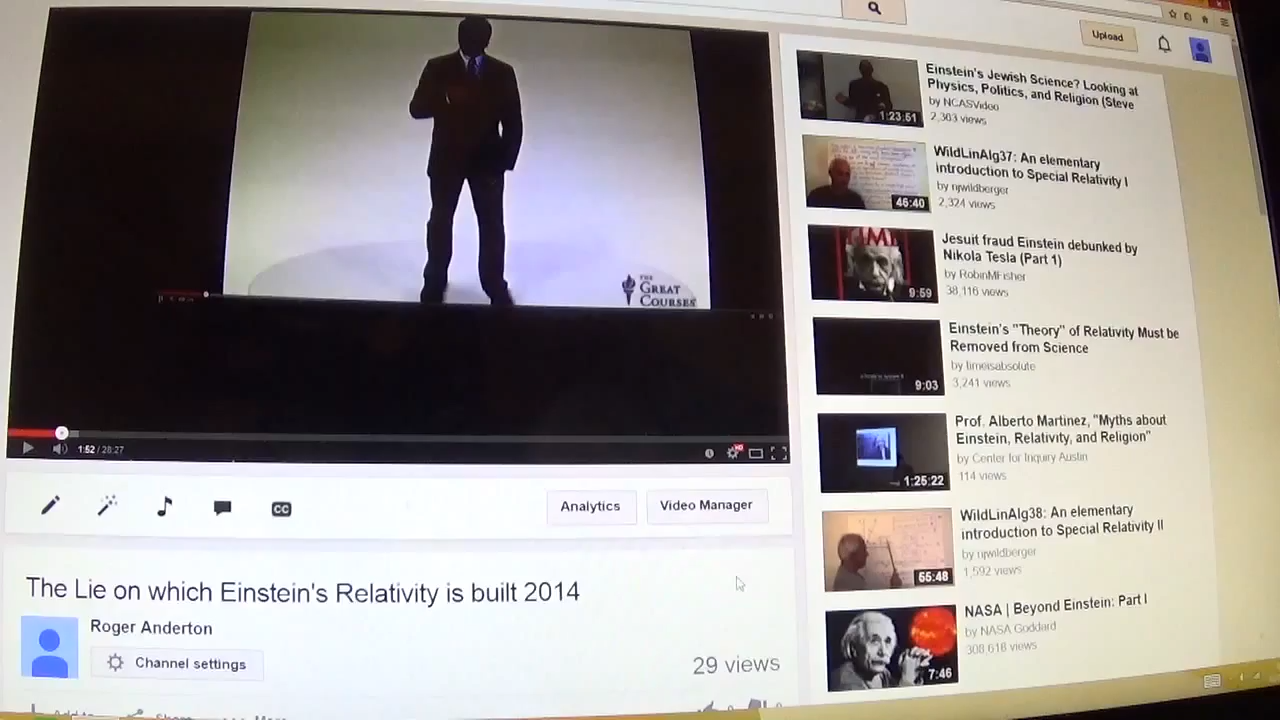 Upload
THE
GREAT
COURSES
1:52 / 28:27
HD
CC
Analytics
Video Manager
The Lie on which Einstein's Relativity is built 2014
Roger Anderton
Channel settings
29 views
1:23:51
Einstein's Jewish Science? Looking at
Physics, Politics, and Religion (Steve
by NCASVideo
2,303 views
46:40
WildLinAlg37: An elementary
introduction to Special Relativity I
by njwildberger
2,324 views
9:59
Jesuit fraud Einstein debunked by
Nikola Tesla (Part 1)
by RobinMFisher
38,116 views
9:03
Einstein's "Theory" of Relativity Must be
Removed from Science
by timeisabsolute
3,241 views
1:25:22
Prof. Alberto Martinez, "Myths about
Einstein, Relativity, and Religion"
by Center for Inquiry Austin
114 views
55:48
WildLinAlg38: An elementary
introduction to Special Relativity II
by njwildberger
1,592 views
7:46
NASA | Beyond Einstein: Part I
by NASA Goddard
308,618 views